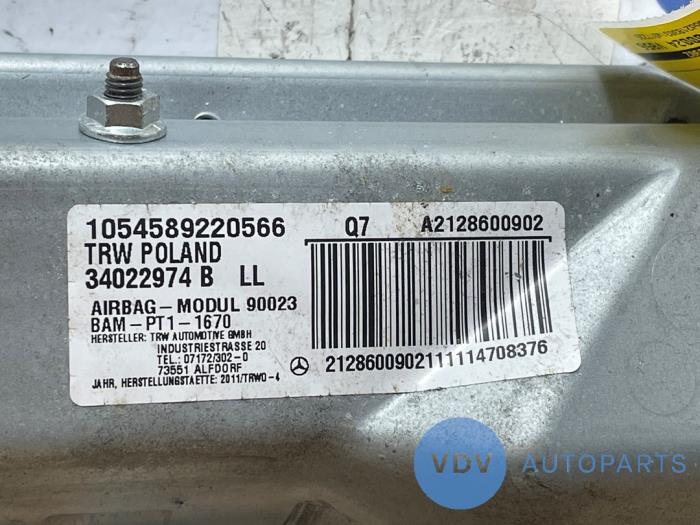 1054589220566
TRW POLAND
34022974 B LL
AIRBAG-MODUL 90023
BAM-PT1-1670
HERSTELLER: TRW AUTOMOTIVE GMBH
INDUSTRIESTRASSE 20
TEL.: 07172/302-0
73551 ALFDORF
JAHR, HERSTELLUNGSTAETTE: 2011/TRWO-4
Q7 A2128600902
2128600902111114708376
VDV AUTOPARTS